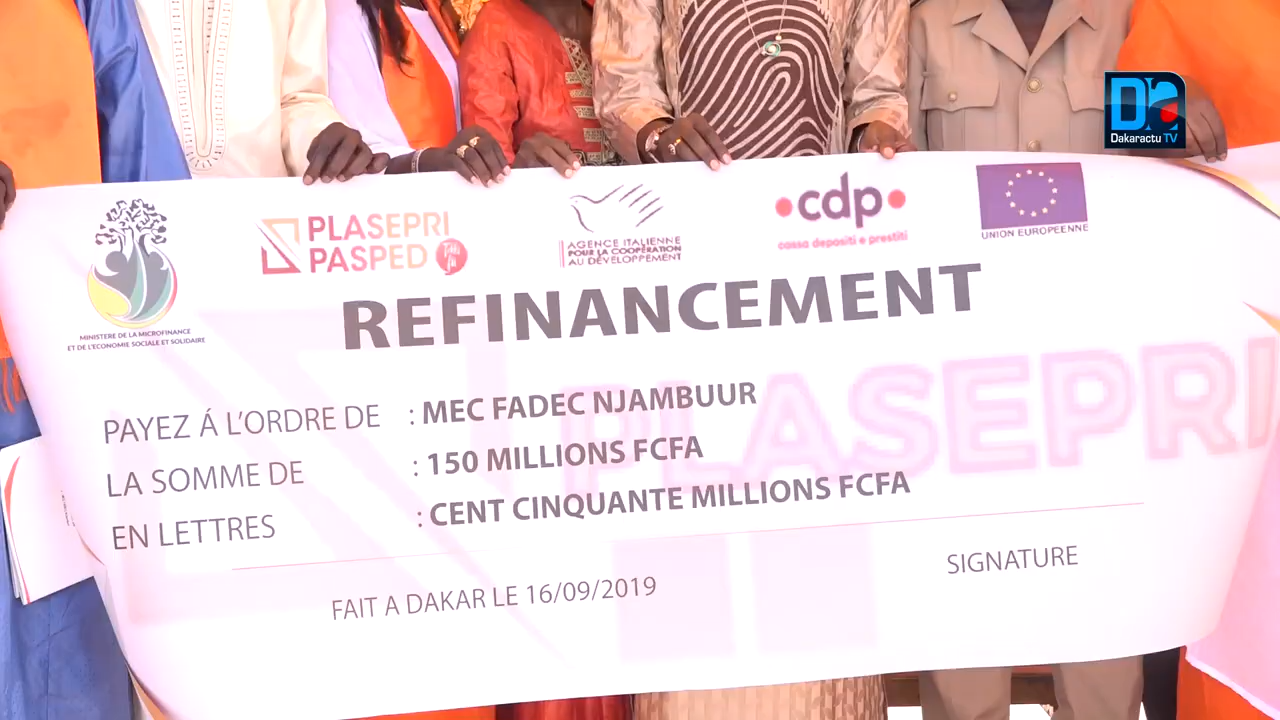 Dakaractu TV
MINISTERE DE LA MICROFINANCE
ET DE L'ECONOMIE SOCIALE ET SOLIDAIRE
PLASEPRI
PASPED
AGENCE ITALIENNE
POUR LA COOPÉRATION
AU DÉVELOPPEMENT
cdp
cassa depositi e prestiti
UNION EUROPEENNE
REFINANCEMENT
PLASEPRI
PAYEZ Á L'ORDRE DE : MEC FADEC NJAMBUUR
LA SOMME DE : 150 MILLIONS FCFA
EN LETTRES : CENT CINQUANTE MILLIONS FCFA
SIGNATURE
FAIT A DAKAR LE 16/09/2019